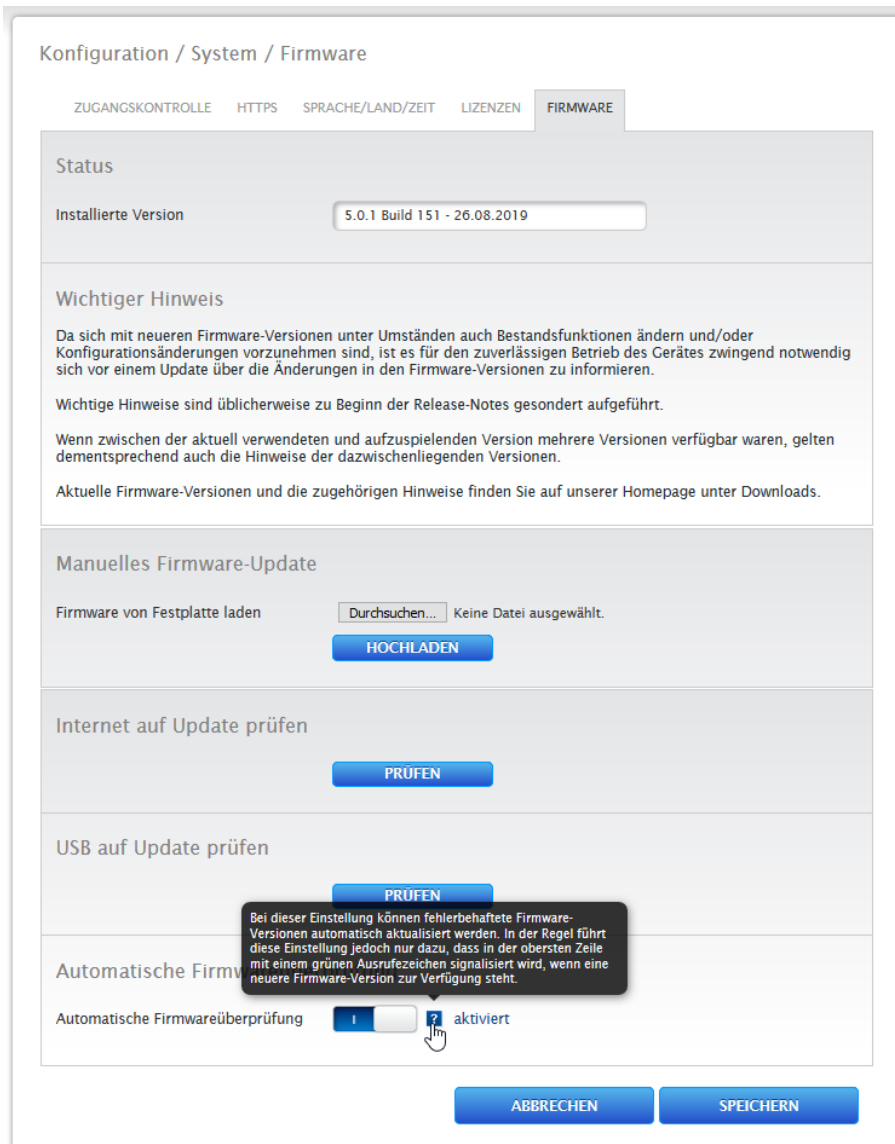 Konfiguration / System / Firmware
ZUGANGSKONTROLLE HTTPS SPRACHE/LAND/ZEIT LIZENZEN FIRMWARE
Status
Installierte Version 5.0.1 Build 151 - 26.08.2019
Wichtiger Hinweis
Da sich mit neueren Firmware-Versionen unter Umständen auch Bestandsfunktionen ändern und/oder
Konfigurationsänderungen vorzunehmen sind, ist es für den zuverlässigen Betrieb des Gerätes zwingend notwendig
sich vor einem Update über die Änderungen in den Firmware-Versionen zu informieren.
Wichtige Hinweise sind üblicherweise zu Beginn der Release-Notes gesondert aufgeführt.
Wenn zwischen der aktuell verwendeten und aufzuspielenden Version mehrere Versionen verfügbar waren, gelten
dementsprechend auch die Hinweise der dazwischenliegenden Versionen.
Aktuelle Firmware-Versionen und die zugehörigen Hinweise finden Sie auf unserer Homepage unter Downloads.
Manuelles Firmware-Update
Firmware von Festplatte laden Durchsuchen... Keine Datei ausgewählt.
HOCHLADEN
Internet auf Update prüfen
PRÜFEN
USB auf Update prüfen
PRÜFEN
Bei dieser Einstellung können fehlerbehaftete Firmware-
Versionen automatisch aktualisiert werden. In der Regel führt
diese Einstellung jedoch nur dazu, dass in der obersten Zeile
mit einem grünen Ausrufezeichen signalisiert wird, wenn eine
neuere Firmware-Version zur Verfügung steht.
Automatische
Automatische Firmwareüberprüfung I ? aktiviert
ABBRECHEN SPEICHERN